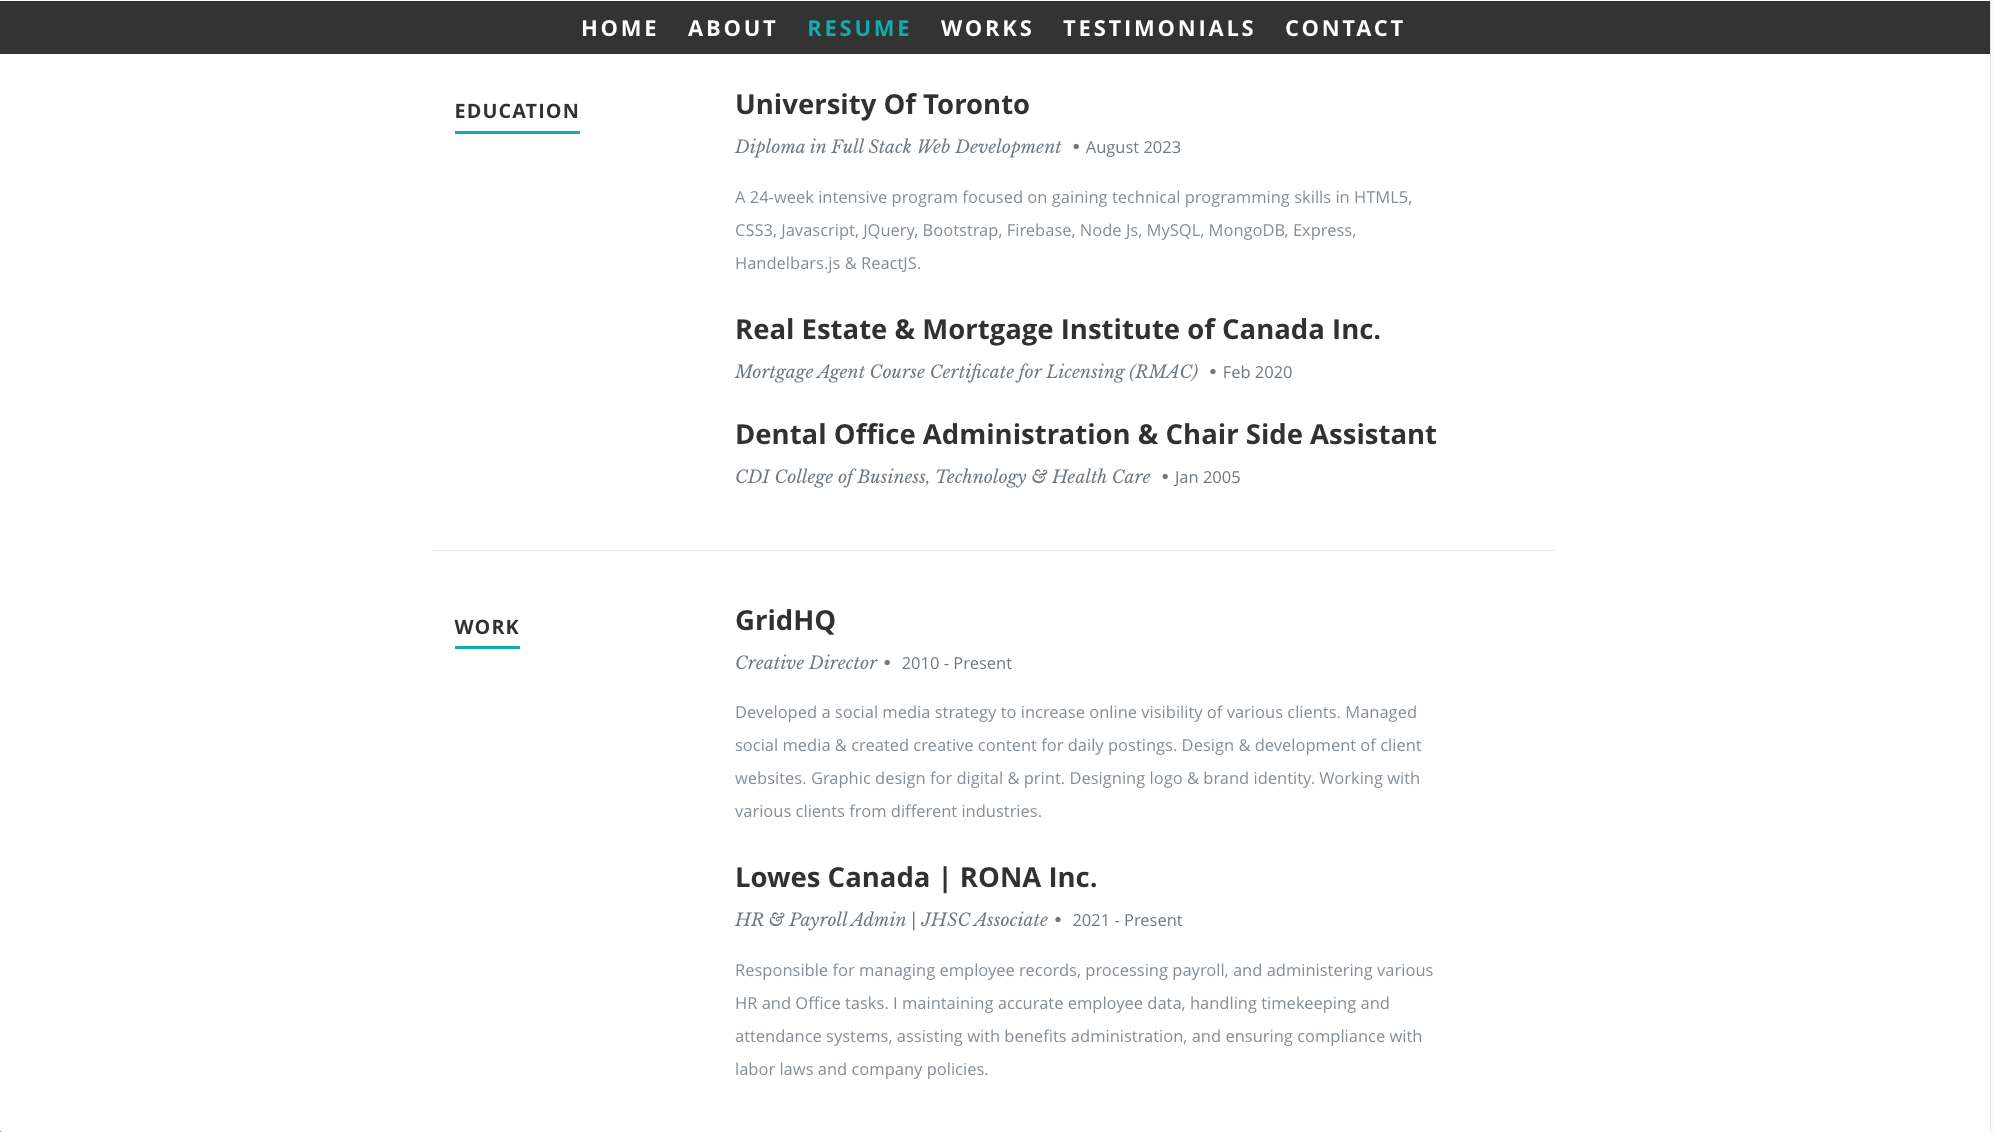 HOME ABOUT RESUME WORKS TESTIMONIALS CONTACT
EDUCATION
University Of Toronto
Diploma in Full Stack Web Development • August 2023
A 24-week intensive program focused on gaining technical programming skills in HTML5,
CSS3, Javascript, JQuery, Bootstrap, Firebase, Node Js, MySQL, MongoDB, Express,
Handelbars.js & ReactJS.
Real Estate & Mortgage Institute of Canada Inc.
Mortgage Agent Course Certificate for Licensing (RMAC) • Feb 2020
Dental Office Administration & Chair Side Assistant
CDI College of Business, Technology & Health Care • Jan 2005
WORK
GridHQ
Creative Director • 2010 - Present
Developed a social media strategy to increase online visibility of various clients. Managed
social media & created creative content for daily postings. Design & development of client
websites. Graphic design for digital & print. Designing logo & brand identity. Working with
various clients from different industries.
Lowes Canada | RONA Inc.
HR & Payroll Admin | JHSC Associate • 2021 - Present
Responsible for managing employee records, processing payroll, and administering various
HR and Office tasks. I maintaining accurate employee data, handling timekeeping and
attendance systems, assisting with benefits administration, and ensuring compliance with
labor laws and company policies.